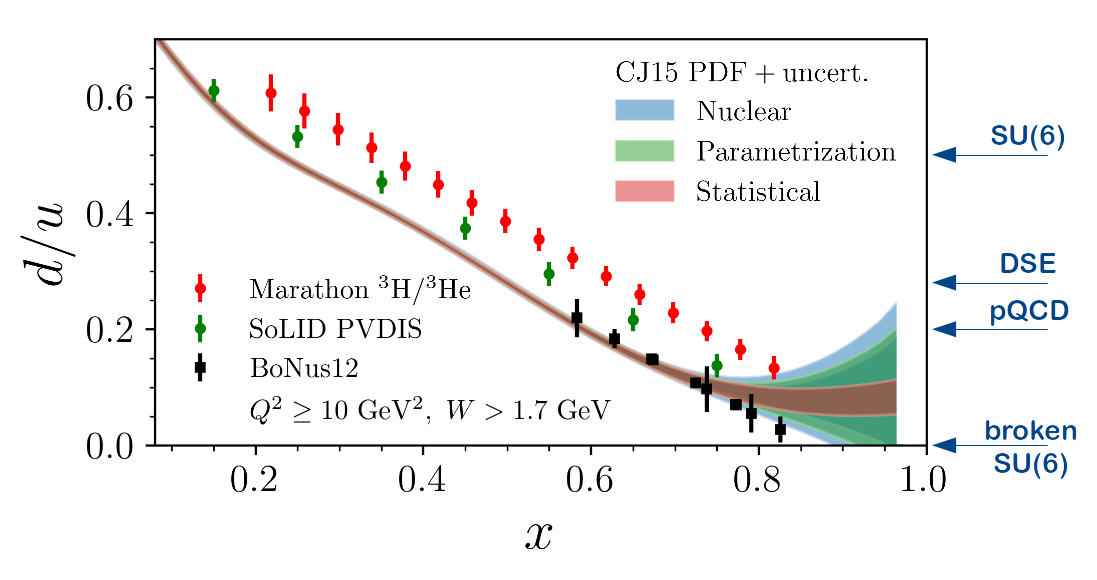 CJ15 PDF + uncert.
Nuclear
Parametrization
Statistical
Marathon ³H/³He
SoLID PVDIS
BoNus12
Q² ≥ 10 GeV², W > 1.7 GeV
d/u
0.6
0.4
0.2
0.0
0.2
0.4
0.6
0.8
1.0
x
SU(6)
DSE
pQCD
broken
SU(6)